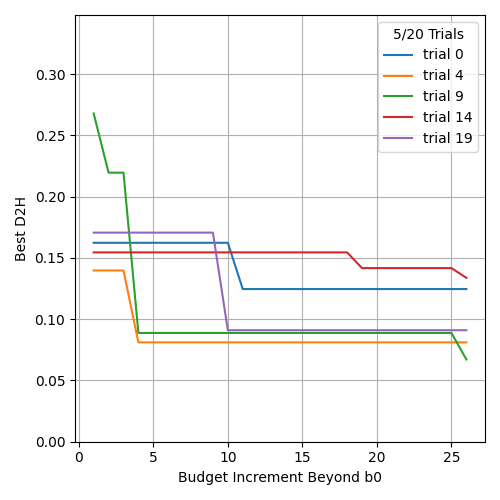 5/20 Trials
trial 0
trial 4
trial 9
trial 14
trial 19
0.30
0.25
0.20
0.15
0.10
0.05
0.00
Best D2H
0 5 10 15 20 25
Budget Increment Beyond b0